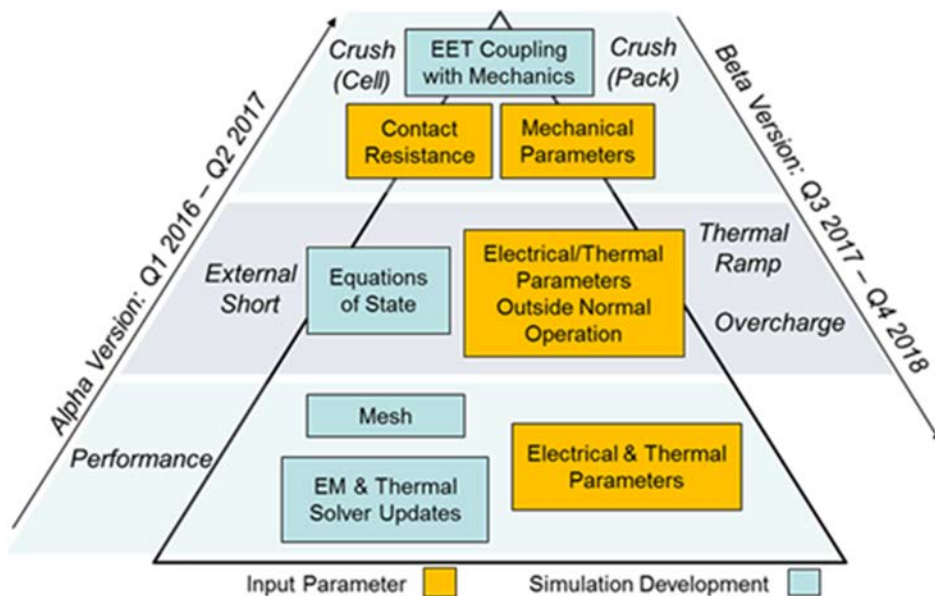 Crush
(Cell)
EET Coupling
with Mechanics
Crush
(Pack)
Contact
Resistance
Mechanical
Parameters
Alpha Version: Q1 2016 – Q2 2017
Beta Version: Q3 2017 – Q4 2018
External
Short
Equations
of State
Electrical/Thermal
Parameters
Outside Normal
Operation
Thermal
Ramp
Overcharge
Performance
Mesh
EM & Thermal
Solver Updates
Electrical & Thermal
Parameters
Input Parameter
Simulation Development